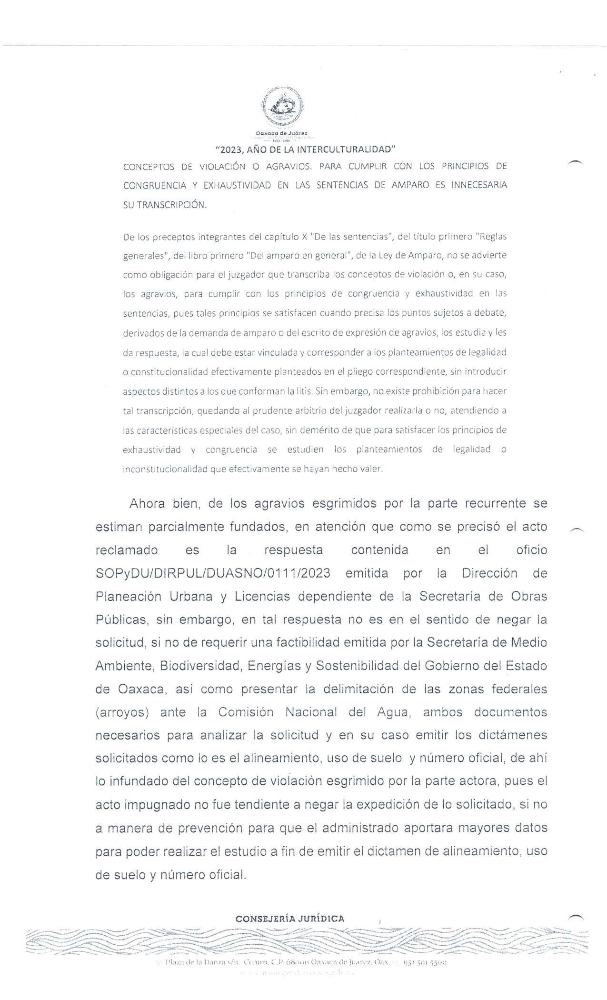 Oaxaca de Juárez
"2023, AÑO DE LA INTERCULTURALIDAD"
CONCEPTOS DE VIOLACIÓN O AGRAVIOS. PARA CUMPLIR CON LOS PRINCIPIOS DE
CONGRUENCIA Y EXHAUSTIVIDAD EN LAS SENTENCIAS DE AMPARO ES INNECESARIA
SU TRANSCRIPCIÓN.
De los preceptos integrantes del capítulo X "De las sentencias", del título primero "Reglas
generales", del libro primero "Del amparo en general", de la Ley de Amparo, no se advierte
como obligación para el juzgador que transcriba los conceptos de violación o, en su caso,
los agravios, para cumplir con los principios de congruencia y exhaustividad en las
sentencias, pues tales principios se satisfacen cuando precisa los puntos sujetos a debate,
derivados de la demanda de amparo o del escrito de expresión de agravios, los estudia y les
da respuesta, la cual debe estar vinculada y corresponder a los planteamientos de legalidad
o constitucionalidad efectivamente planteados en el pliego correspondiente, sin introducir
aspectos distintos a los que conforman la litis. Sin embargo, no existe prohibición para hacer
tal transcripción, quedando al prudente arbitrio del juzgador realizarla o no, atendiendo a
las características especiales del caso, sin demérito de que para satisfacer los principios de
exhaustividad y congruencia se estudien los planteamientos de legalidad o
inconstitucionalidad que efectivamente se hayan hecho valer.
Ahora bien, de los agravios esgrimidos por la parte recurrente se
estiman parcialmente fundados, en atención que como se precisó el acto
reclamado es la respuesta contenida en el oficio
SOPyDU/DIRPUL/DUASNO/0111/2023 emitida por la Dirección de
Planeación Urbana y Licencias dependiente de la Secretaría de Obras
Públicas, sin embargo, en tal respuesta no es en el sentido de negar la
solicitud, si no de requerir una factibilidad emitida por la Secretaría de Medio
Ambiente, Biodiversidad, Energías y Sostenibilidad del Gobierno del Estado
de Oaxaca, así como presentar la delimitación de las zonas federales
(arroyos) ante la Comisión Nacional del Agua, ambos documentos
necesarios para analizar la solicitud y en su caso emitir los dictámenes
solicitados como lo es el alineamiento, uso de suelo y número oficial, de ahí
lo infundado del concepto de violación esgrimido por la parte actora, pues el
acto impugnado no fue tendiente a negar la expedición de lo solicitado, si no
a manera de prevención para que el administrado aportara mayores datos
para poder realizar el estudio a fin de emitir el dictamen de alineamiento, uso
de suelo y número oficial.
CONSEJERÍA JURÍDICA
Plaza de la Danza s/n, Centro, C.P. 68000 Oaxaca de Juárez, Oax. 951 501 5500